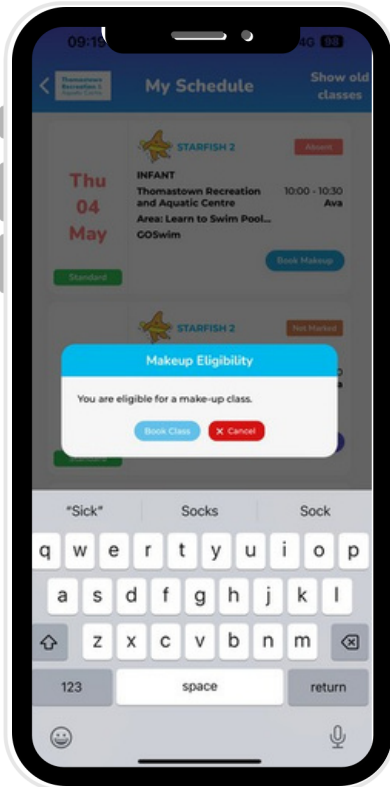 09:19
4G 98
Thomastown
Recreation &
Aquatic Centre
My Schedule
Show old
classes
STARFISH 2
Absent
Thu
04
May
INFANT
Thomastown Recreation
and Aquatic Centre
10:00 - 10:30
Ava
Area: Learn to Swim Pool...
GOSwim
Book Makeup
Standard
STARFISH 2
Not Marked
Makeup Eligibility
You are eligible for a make-up class.
Book Class
X Cancel
Standard
"Sick" Socks Sock
q w e r t y u i o p
a s d f g h j k l
z x c v b n m
123 space return